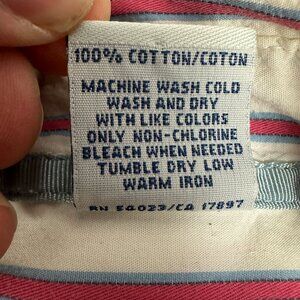 100% COTTON/COTON
MACHINE WASH COLD
WASH AND DRY
WITH LIKE COLORS
ONLY NON-CHLORINE
BLEACH WHEN NEEDED
TUMBLE DRY LOW
WARM IRON
RN 54023/CA 17897